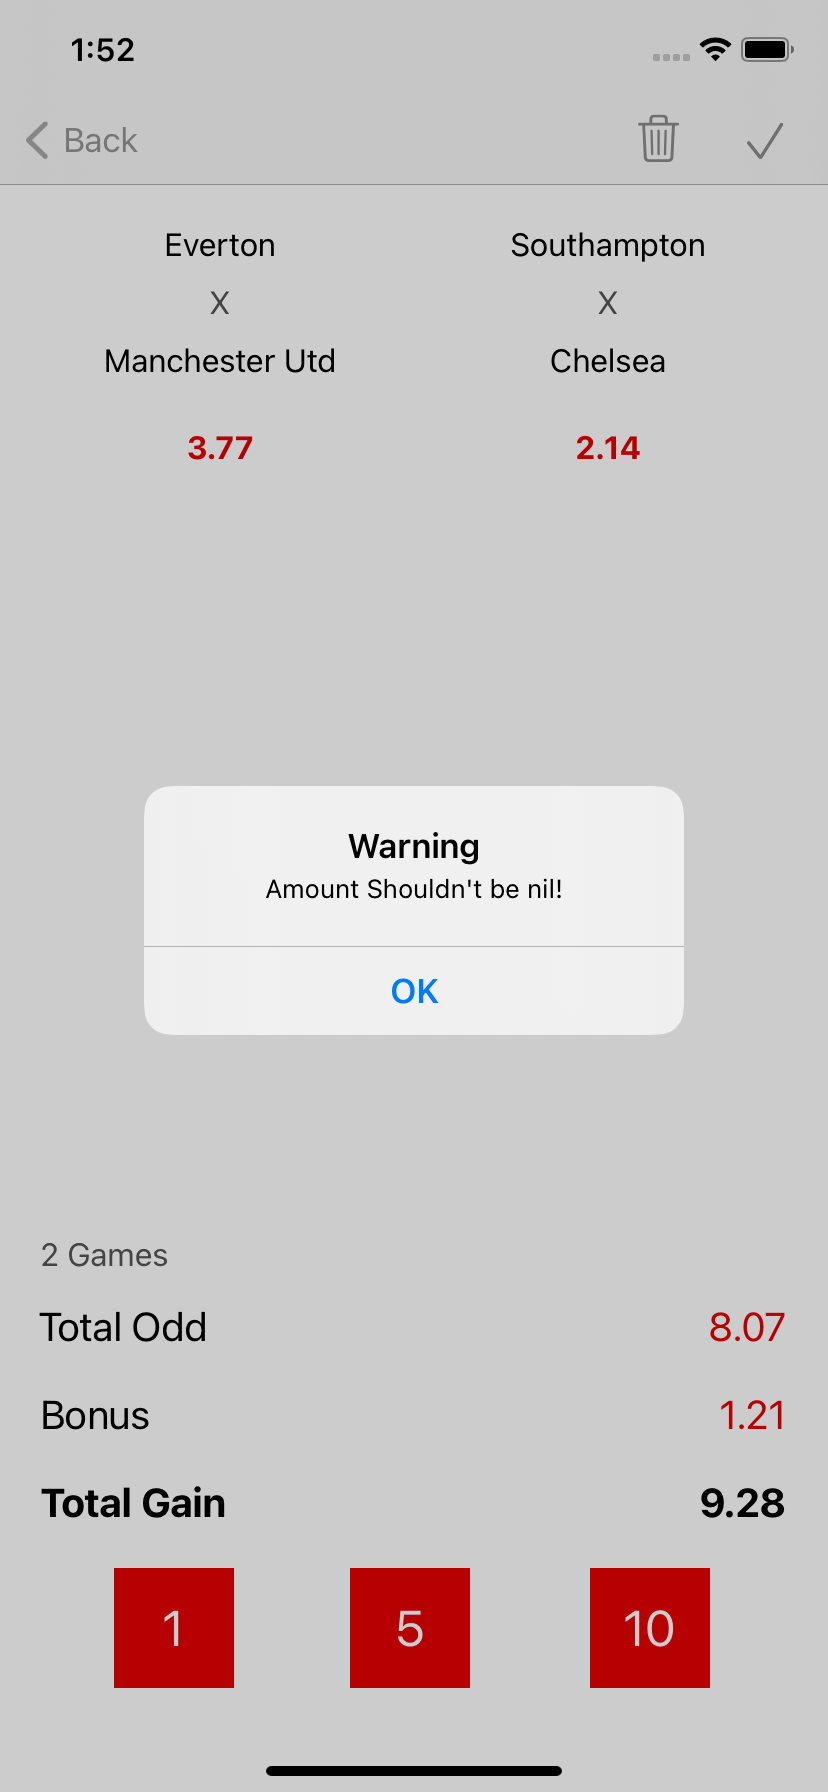 1:52
Back
Everton
X
Manchester Utd
3.77
Southampton
X
Chelsea
2.14
Warning
Amount Shouldn't be nil!
OK
2 Games
Total Odd 8.07
Bonus 1.21
Total Gain 9.28
1 5 10